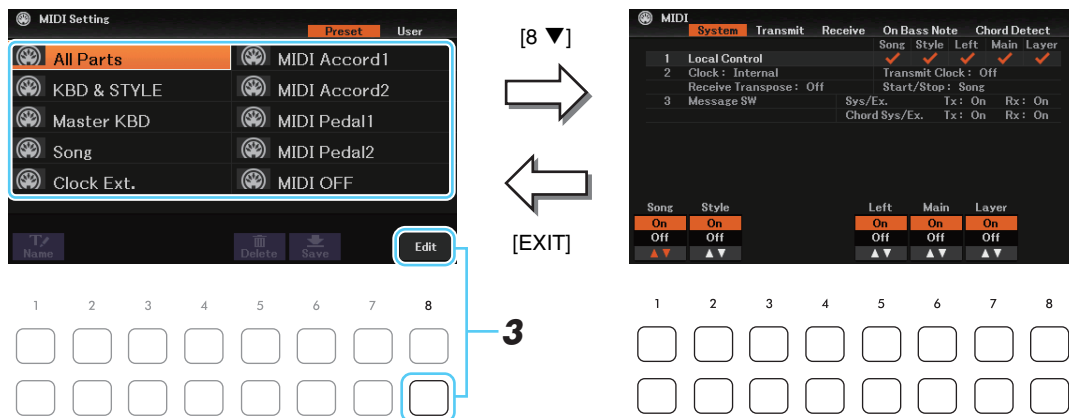 MIDI Setting
Preset User
All Parts MIDI Accord1
KBD & STYLE MIDI Accord2
Master KBD MIDI Pedal1
Song MIDI Pedal2
Clock Ext. MIDI OFF
Name Delete Save Edit
1 2 3 4 5 6 7 8
3
[8 ▼]
[EXIT]
MIDI
System Transmit Receive On Bass Note Chord Detect
Song Style Left Main Layer
1 Local Control
2 Clock : Internal Transmit Clock : Off
Receive Transpose : Off Start/Stop : Song
3 Message SW Sys/Ex. Tx : On Rx : On
Chord Sys/Ex. Tx : On Rx : On
Song Style Left Main Layer
On On On On On
Off Off Off Off Off
1 2 3 4 5 6 7 8